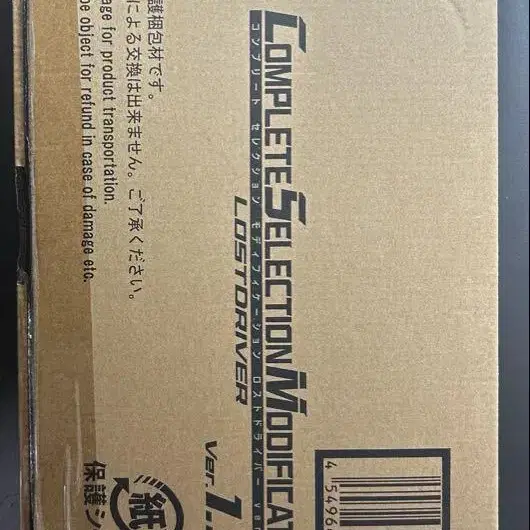 COMPLETE SELECTION MODIFICAT
コンプリート セレクション モディフィケーション ロストドライバー ver
LOSTDRIVER
Ver.1.
護梱包材です。
による交換は出来ません。ご了承ください。
age for product transportation.
be object for refund in case of damage etc.
紙
保護シ
4 5496